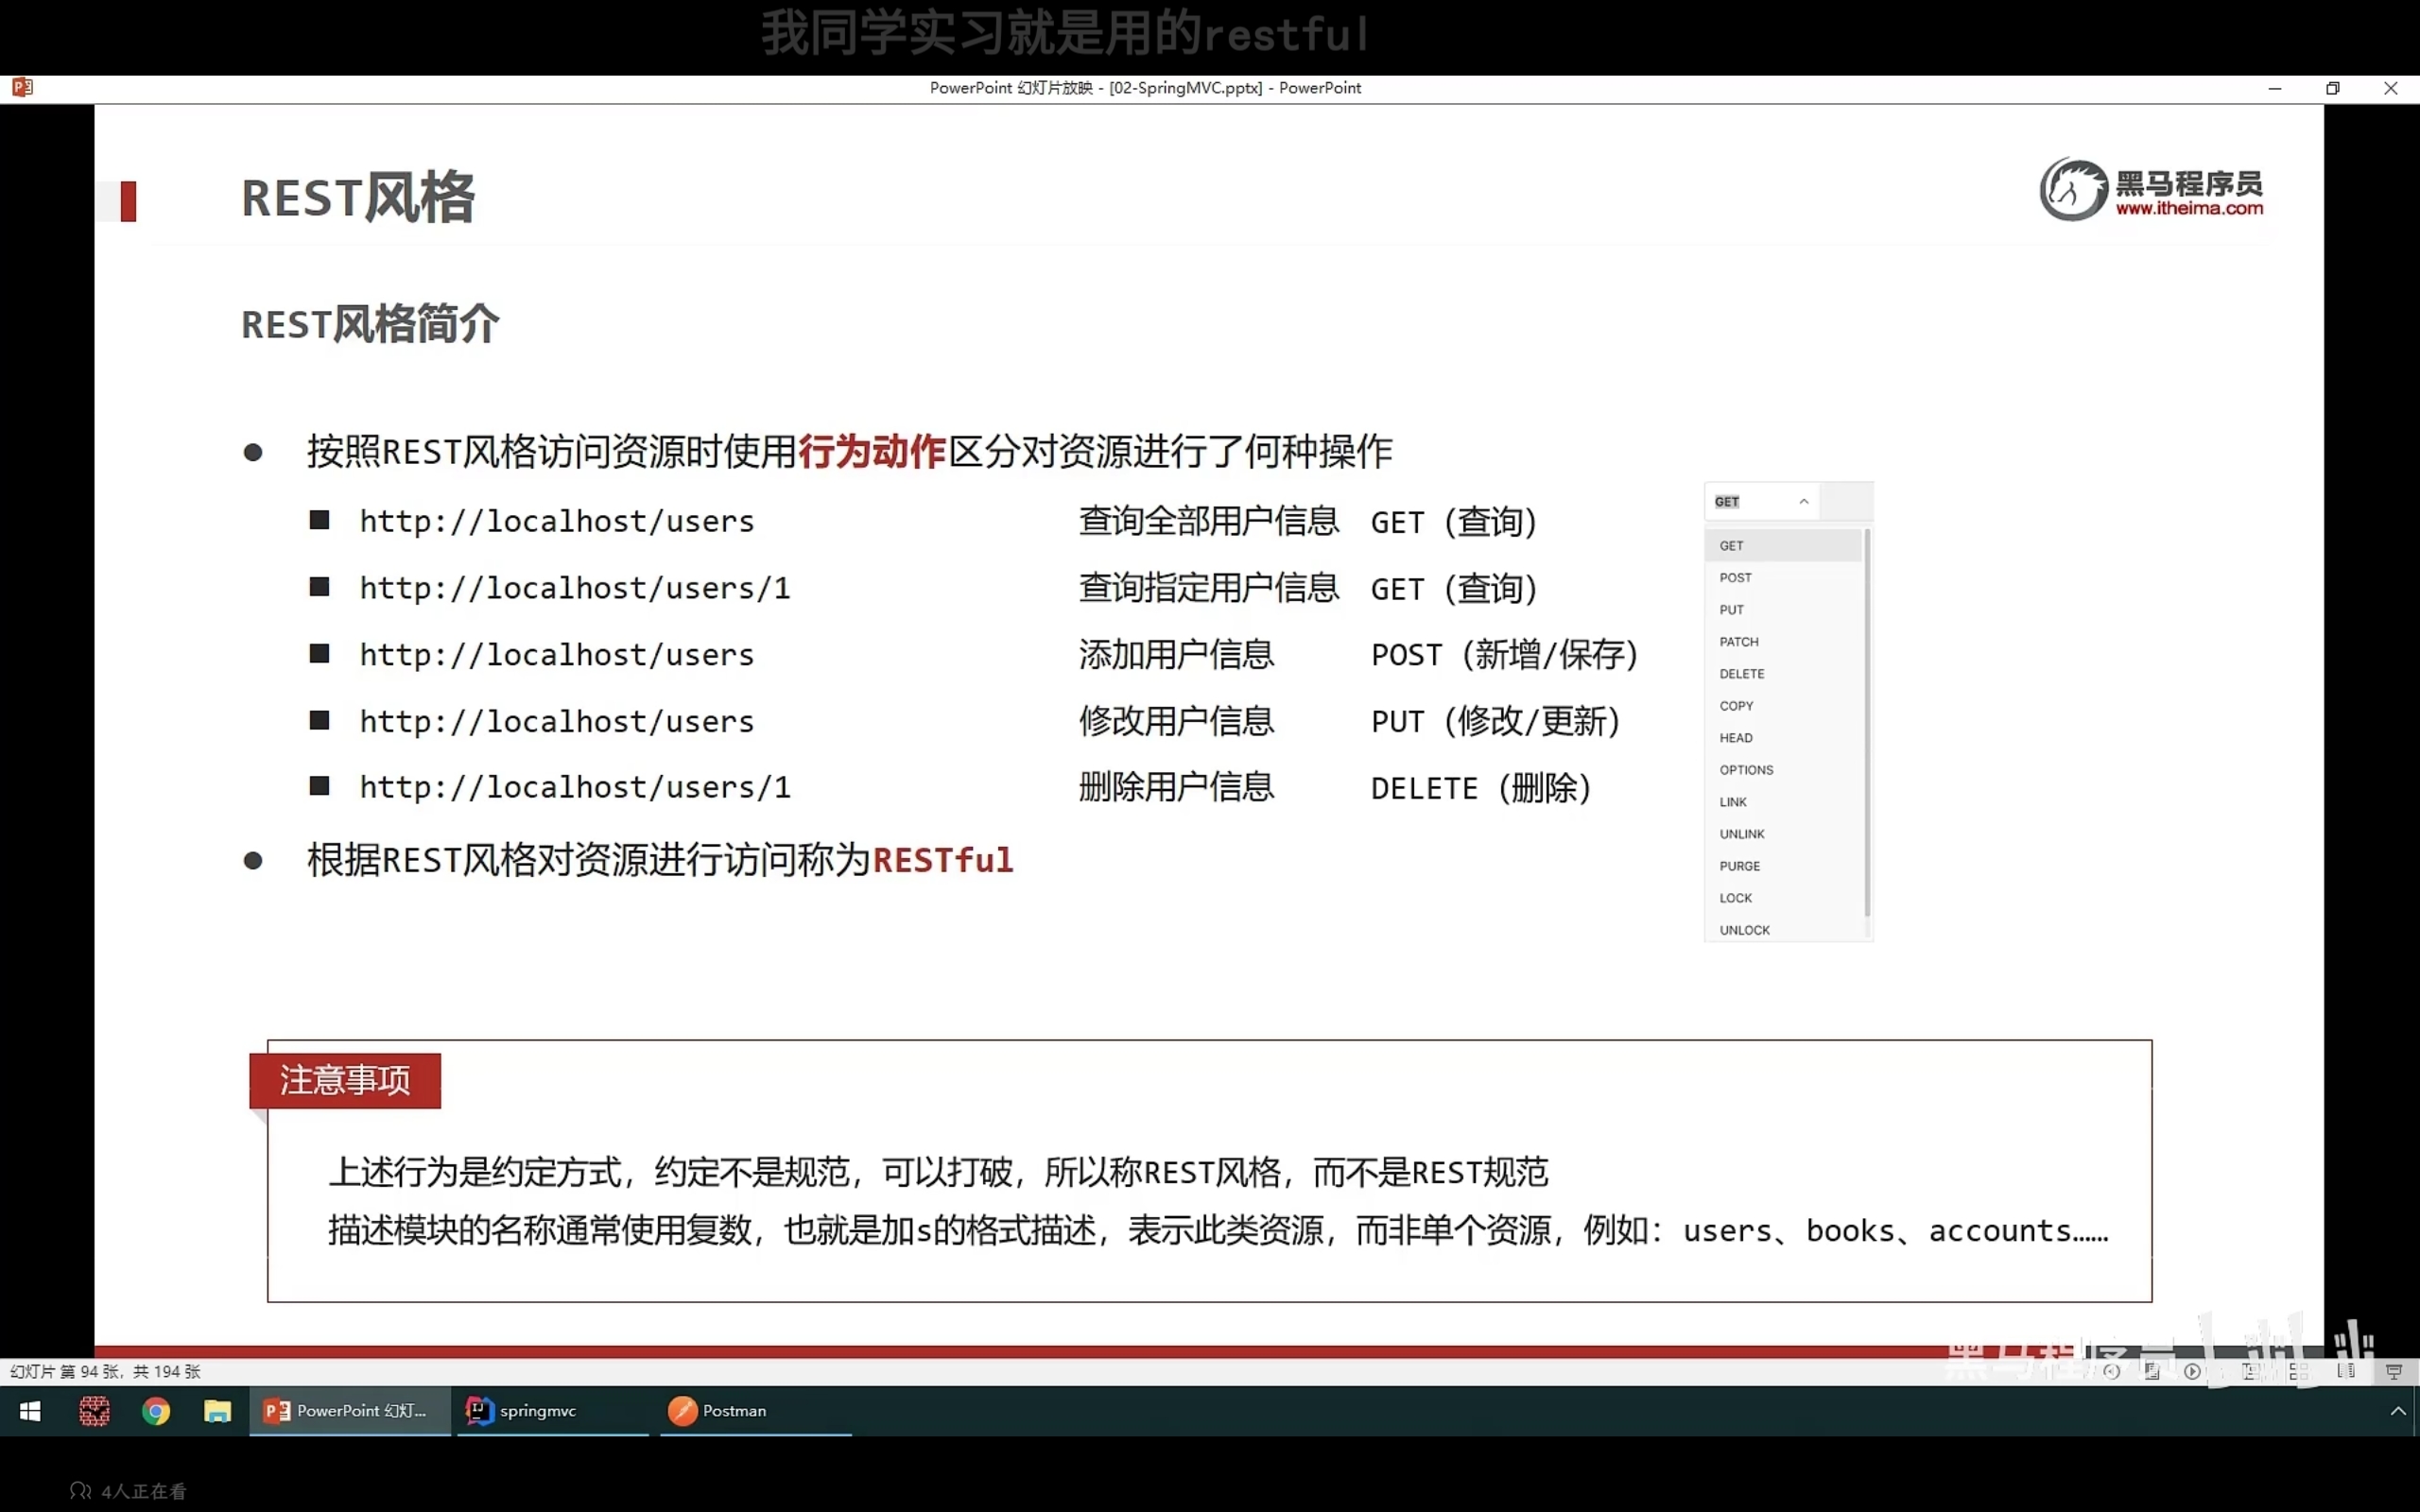 我同学实习就是用的restful
PowerPoint 幻灯片放映 - [02-SpringMVC.pptx] - PowerPoint
REST风格
黑马程序员
www.itheima.com
REST风格简介
按照REST风格访问资源时使用行为动作区分对资源进行了何种操作
http://localhost/users 查询全部用户信息 GET（查询）
http://localhost/users/1 查询指定用户信息 GET（查询）
http://localhost/users 添加用户信息 POST（新增/保存）
http://localhost/users 修改用户信息 PUT（修改/更新）
http://localhost/users/1 删除用户信息 DELETE（删除）
根据REST风格对资源进行访问称为RESTful
GET
GET
POST
PUT
PATCH
DELETE
COPY
HEAD
OPTIONS
LINK
UNLINK
PURGE
LOCK
UNLOCK
注意事项
上述行为是约定方式，约定不是规范，可以打破，所以称REST风格，而不是REST规范
描述模块的名称通常使用复数，也就是加s的格式描述，表示此类资源，而非单个资源，例如：users、books、accounts……
黑马程序员
幻灯片 第 94 张，共 194 张
PowerPoint 幻灯...
springmvc
Postman
4人正在看